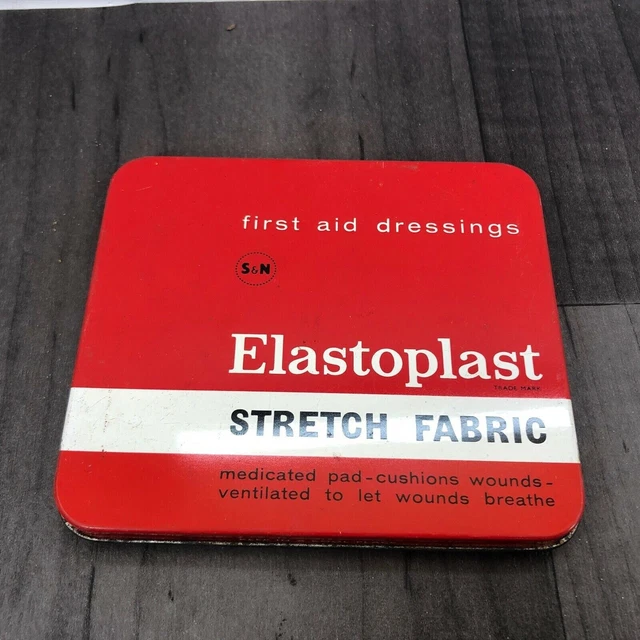 first aid dressings
S&N
Elastoplast
TRADE MARK
STRETCH FABRIC
medicated pad-cushions wounds-
ventilated to let wounds breathe